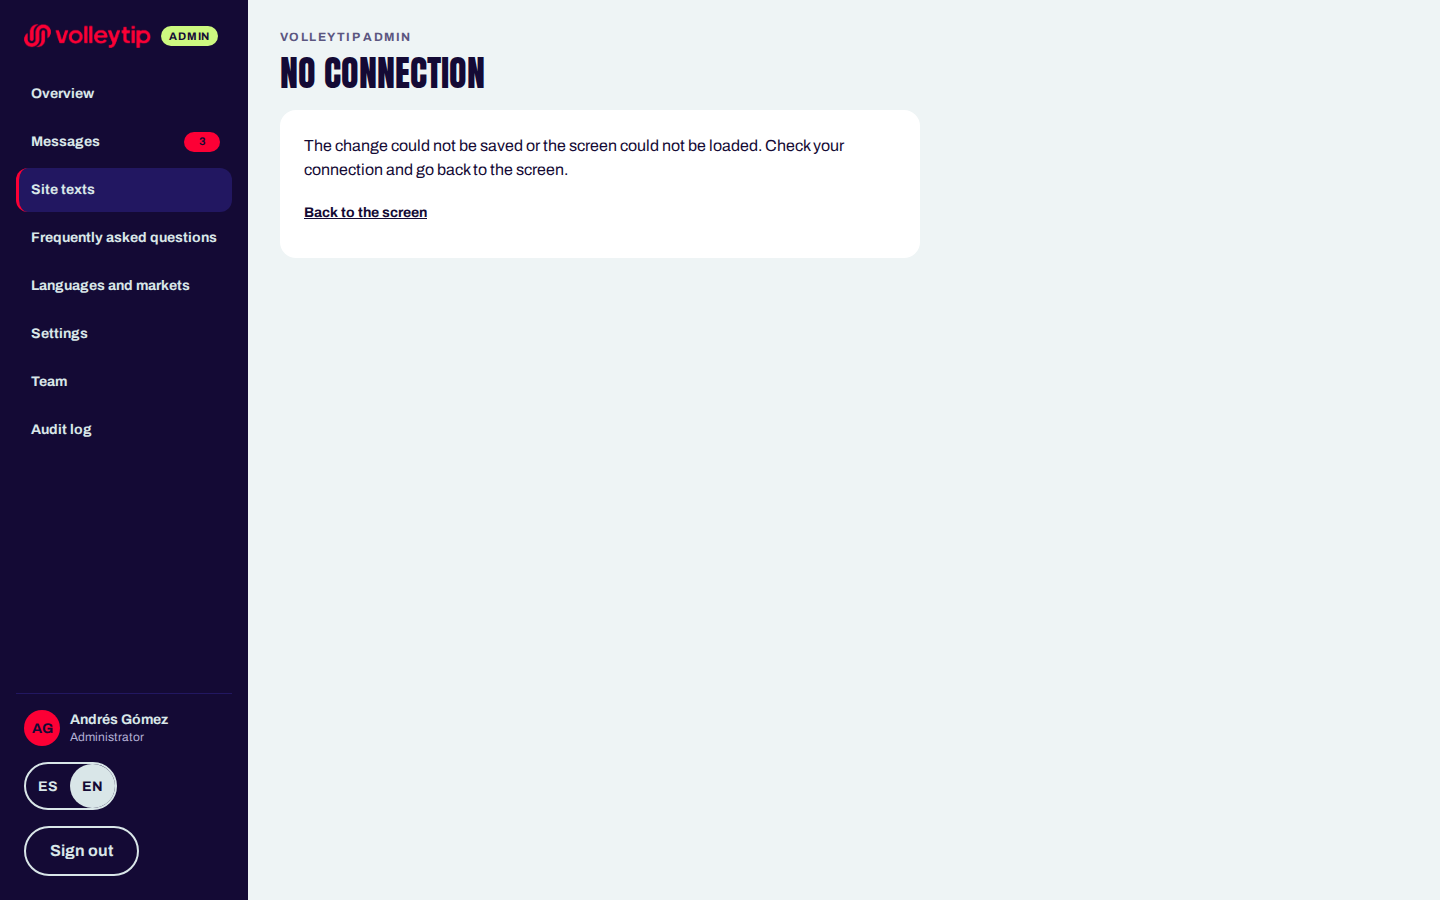 volleytip ADMIN
Overview
Messages 3
Site texts
Frequently asked questions
Languages and markets
Settings
Team
Audit log
AG Andrés Gómez
Administrator
ES EN
Sign out
VOLLEYTIP ADMIN
NO CONNECTION
The change could not be saved or the screen could not be loaded. Check your
connection and go back to the screen.
Back to the screen